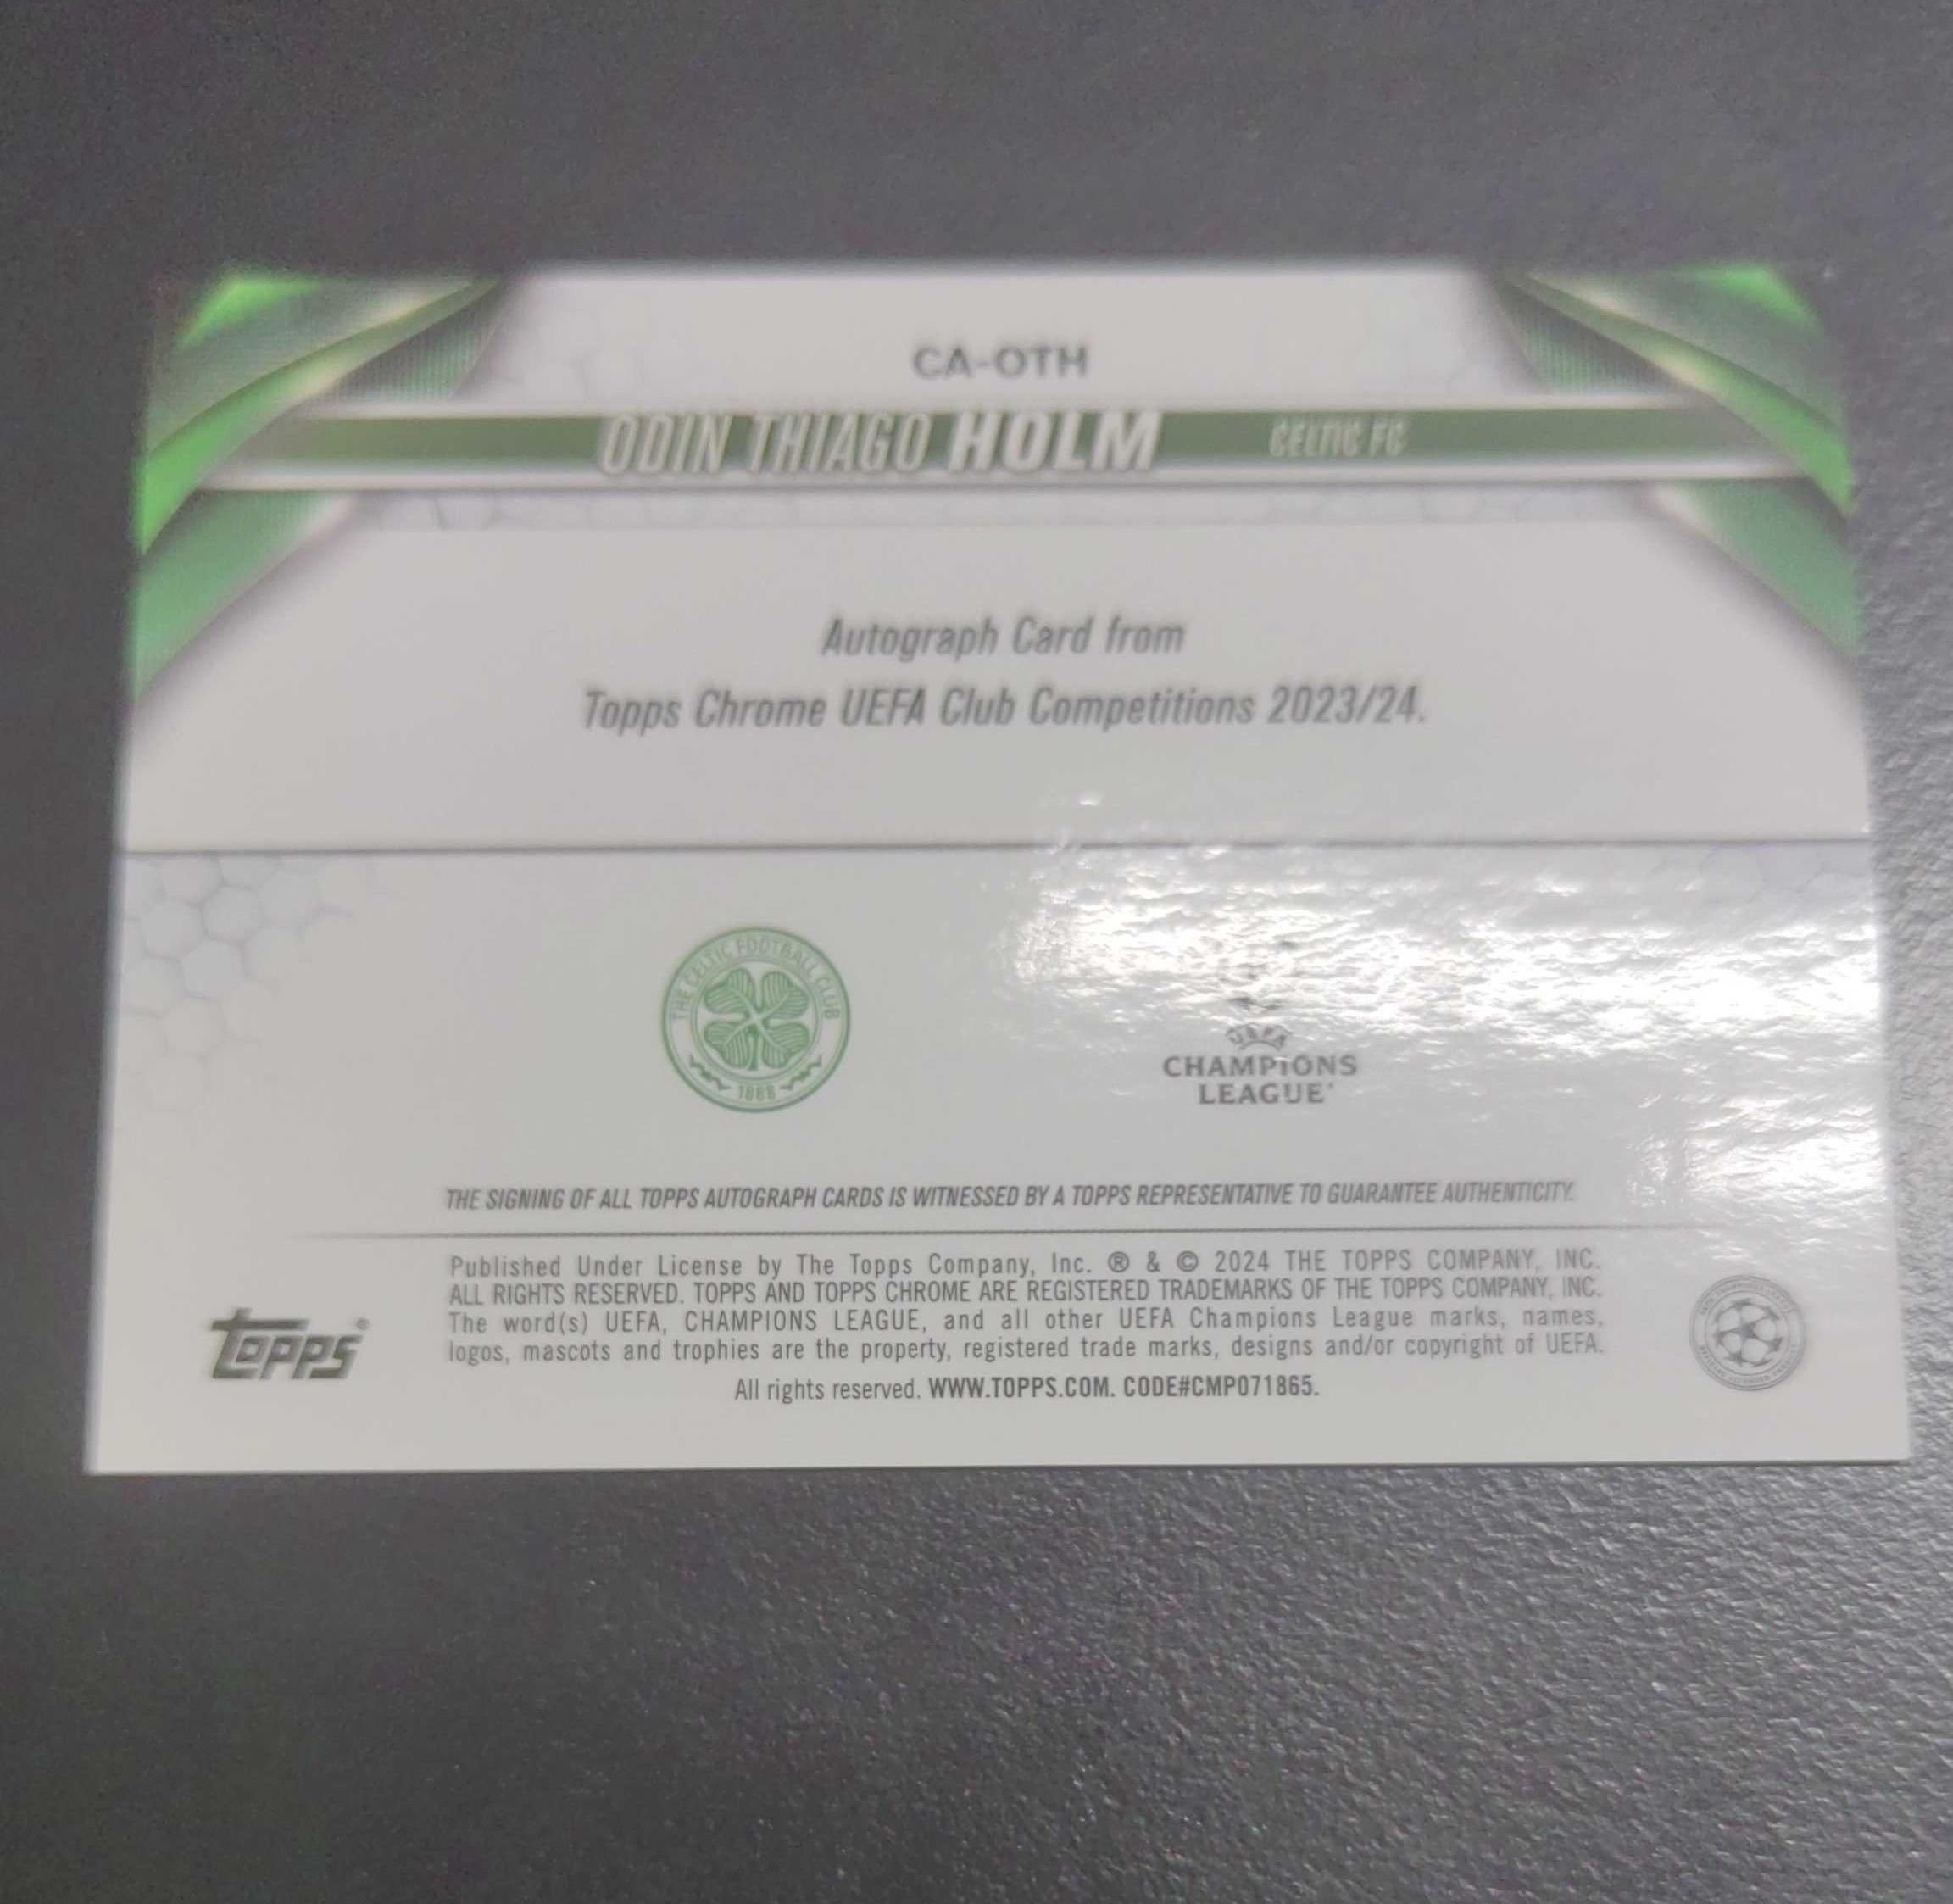 CA-OTH
ODIN THIAGO HOLM CELTIC FC
Autograph Card from
Topps Chrome UEFA Club Competitions 2023/24.
THE CELTIC FOOTBALL CLUB
1888
UEFA
CHAMPIONS
LEAGUE
THE SIGNING OF ALL TOPPS AUTOGRAPH CARDS IS WITNESSED BY A TOPPS REPRESENTATIVE TO GUARANTEE AUTHENTICITY.
Published Under License by The Topps Company, Inc. ® & © 2024 THE TOPPS COMPANY, INC.
ALL RIGHTS RESERVED. TOPPS AND TOPPS CHROME ARE REGISTERED TRADEMARKS OF THE TOPPS COMPANY, INC.
The word(s) UEFA, CHAMPIONS LEAGUE, and all other UEFA Champions League marks, names,
logos, mascots and trophies are the property, registered trade marks, designs and/or copyright of UEFA.
All rights reserved. WWW.TOPPS.COM. CODE#CMP071865.
topps®